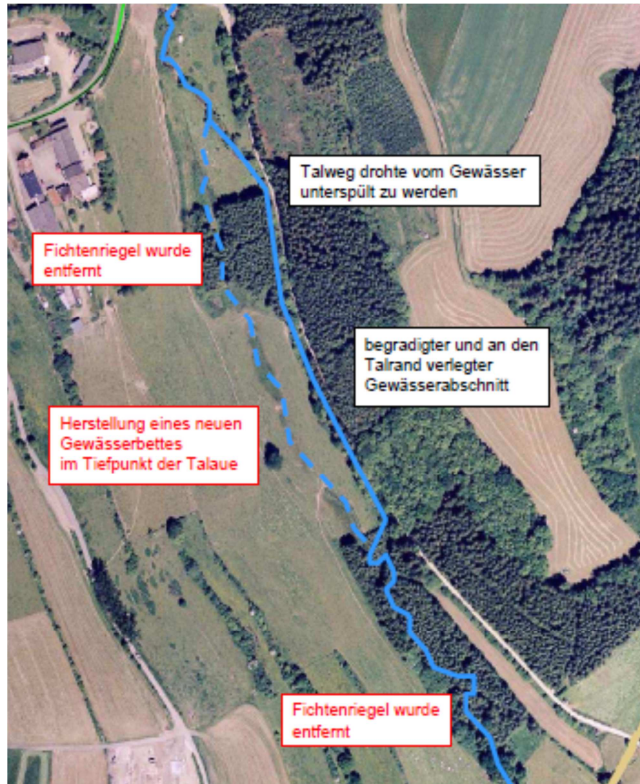 Talweg drohte vom Gewässer
unterspült zu werden
Fichtenriegel wurde
entfernt
begradigter und an den
Talrand verlegter
Gewässerabschnitt
Herstellung eines neuen
Gewässerbettes
im Tiefpunkt der Talaue
Fichtenriegel wurde
entfernt